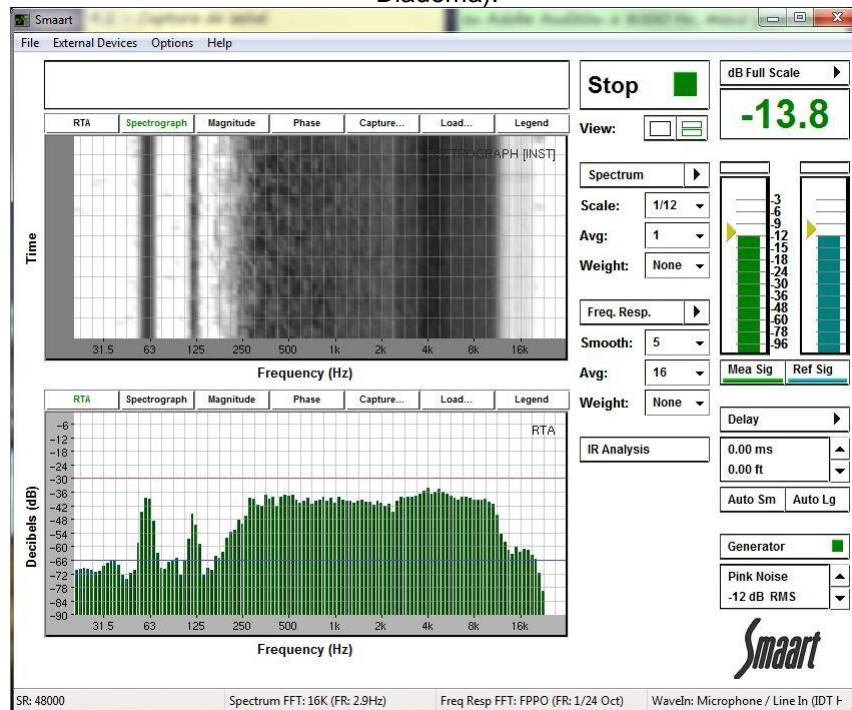 Diadema).
Smaart
File External Devices Options Help
RTA Spectrograph Magnitude Phase Capture... Load... Legend
[INST]
Time
31.5 63 125 250 500 1k 2k 4k 8k 16k
Frequency (Hz)
RTA Spectrograph Magnitude Phase Capture... Load... Legend
RTA
-6
-12
-18
-24
-30
-36
-42
-48
-54
-60
-66
-72
-78
-84
-90
Decibels (dB)
31.5 63 125 250 500 1k 2k 4k 8k 16k
Frequency (Hz)
Stop
View:
Spectrum
Scale: 1/12
Avg: 1
Weight: None
Freq. Resp.
Smooth: 5
Avg: 16
Weight: None
IR Analysis
dB Full Scale
-13.8
-3
-6
-9
-12
-15
-18
-24
-30
-36
-48
-60
-78
-96
Mea Sig Ref Sig
Delay
0.00 ms
0.00 ft
Auto Sm Auto Lg
Generator
Pink Noise
-12 dB RMS
Smaart
SR: 48000 Spectrum FFT: 16K (FR: 2.9Hz) Freq Resp FFT: FPPO (FR: 1/24 Oct) WaveIn: Microphone / Line In (IDT